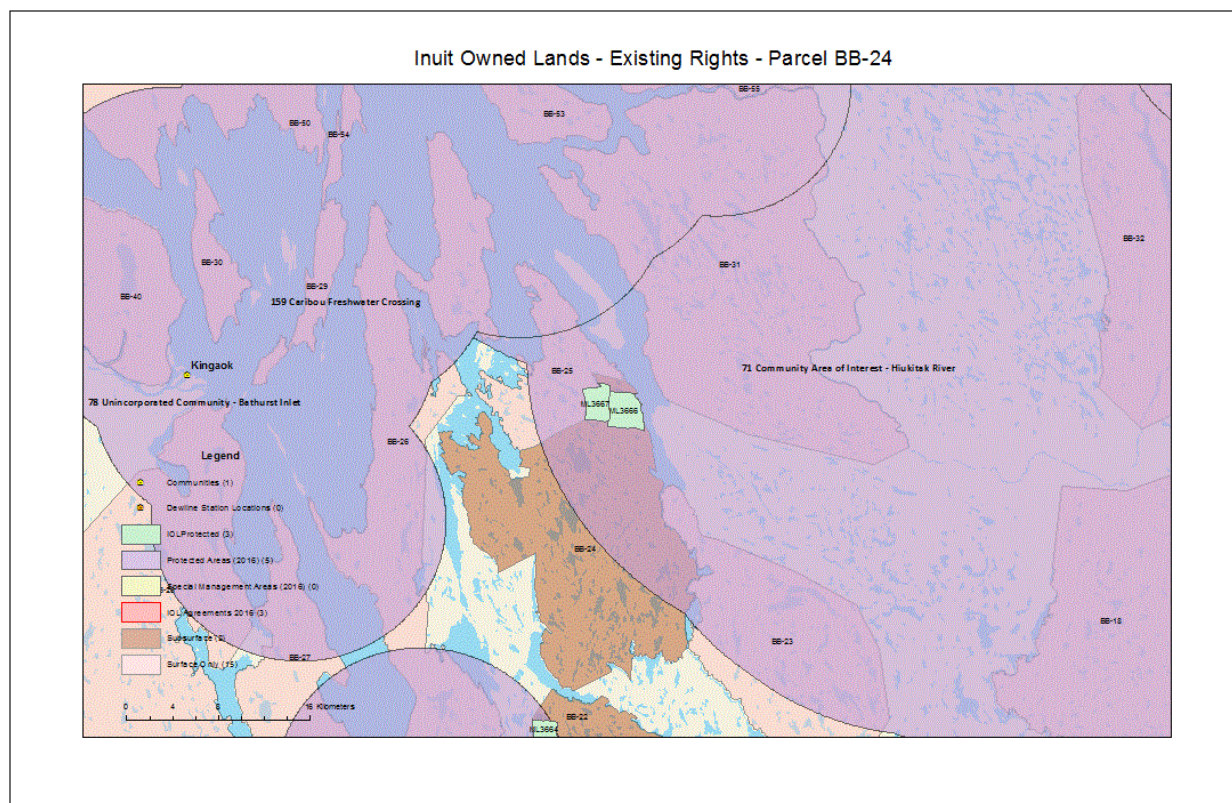 Inuit Owned Lands - Existing Rights - Parcel BB-24
BB-50
BB-54
BB-53
BB-55
BB-32
BB-30
BB-31
BB-40
BB-29
159 Caribou Freshwater Crossing
Kingaok
BB-25
71 Community Area of Interest - Hiukitak River
78 Unincorporated Community - Bathurst Inlet
ML3667
ML3666
BB-26
Legend
Communities (1)
Dewline Station Locations (0)
IOLProtected (3)
Protected Areas (2016) (5)
BB-24
Special Management Areas (2016) (0)
IOL Agreements 2016 (3)
BB-18
Subsurface (2)
BB-23
BB-27
Surface Only (15)
0 4 8 16 Kilometers
BB-22
ML3664